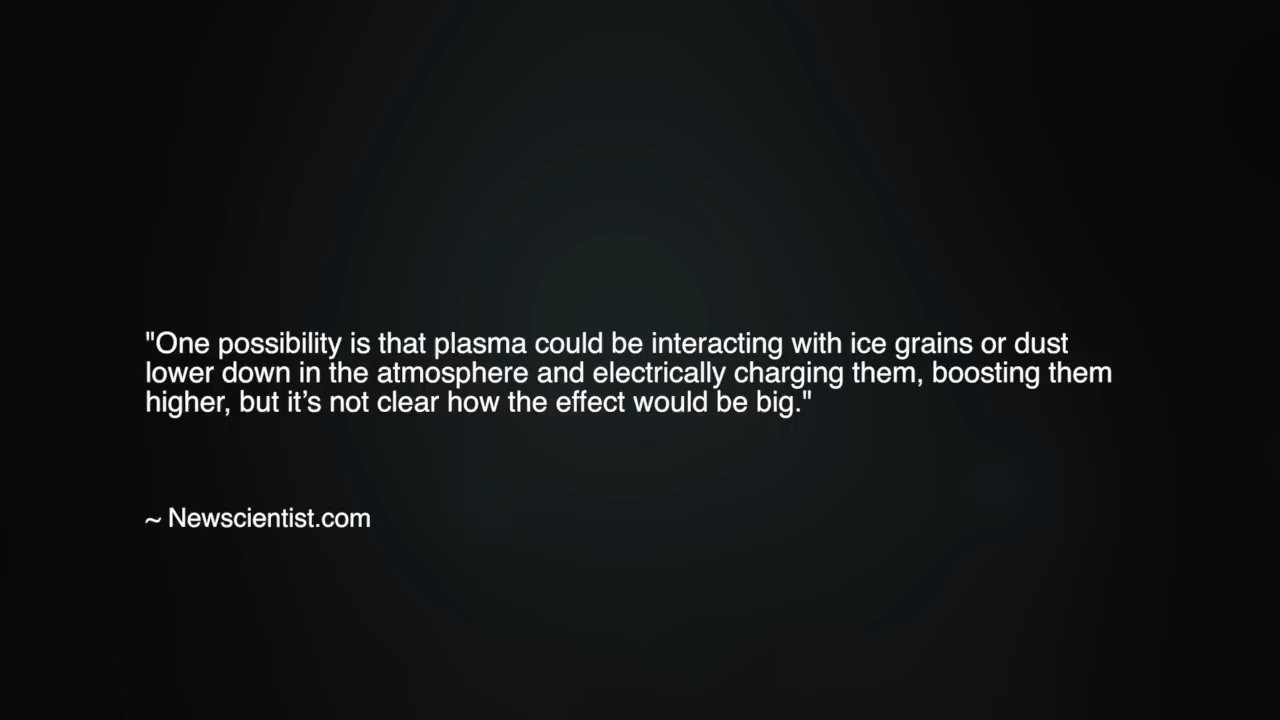 "One possibility is that plasma could be interacting with ice grains or dust
lower down in the atmosphere and electrically charging them, boosting them
higher, but it’s not clear how the effect would be big."
~ Newscientist.com